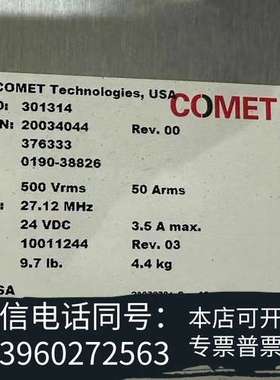 COMET Technologies, USA
COMET
D: 301314
N: 20034044 Rev. 00
376333
0190-38826
500 Vrms 50 Arms
27.12 MHz
24 VDC 3.5 A max.
10011244 Rev. 03
9.7 lb. 4.4 kg
SA
信电话同号:
本店可开
3960272563
专票普票